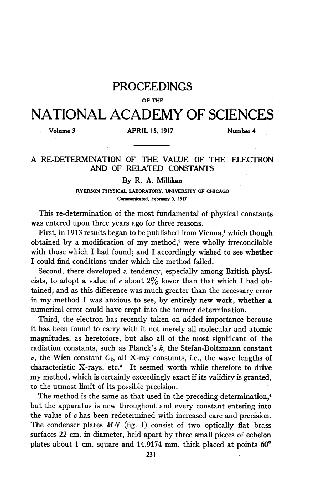 PROCEEDINGS
OF THE
NATIONAL ACADEMY OF SCIENCES
Volume 3 APRIL 15, 1917 Number 4
A RE-DETERMINATION OF THE VALUE OF THE ELECTRON
AND OF RELATED CONSTANTS
By R. A. Millikan
RYERSON PHYSICAL LABORATORY, UNIVERSITY OF CHICAGO
Communicated, February 3, 1917
This re-determination of the most fundamental of physical constants
was entered upon three years ago for three reasons.
First, in 1913 results began to be published from Vienna, which though
obtained by a modification of my method, were wholly irreconcilable
with those which I had found; and I accordingly wished to see whether
I could find conditions under which the method failed.
Second, there developed a tendency, especially among British physi-
cists, to adopt a value of e about 2% lower than that which I had ob-
tained, and as this difference was much greater than the necessary error
in my method I was anxious to see, by entirely new work, whether a
numerical error could have crept into the former determination.
Third, the electron has recently taken on added importance because
it has been found to carry with it not merely all molecular and atomic
magnitudes, as heretofore, but also all of the most significant of the
radiation constants, such as Planck's h, the Stefan-Boltzmann constant
σ, the Wien constant C₂, all X-ray constants, i.e., the wave lengths of
characteristic X-rays, etc. It seemed worth while therefore to drive
my method, which is certainly exceedingly exact if its validity is granted,
to the utmost limit of its possible precision.
The method is the same as that used in the preceding determination,
but the apparatus is new throughout and every constant entering into
the value of e has been redetermined with increased care and precision.
The condenser plates MN (fig. 1) consist of two optically flat brass
surfaces 22 cm. in diameter, held apart by three small pieces of echelon
plates about 1 cm. square and 14.9174 mm. thick placed at points 60°
231